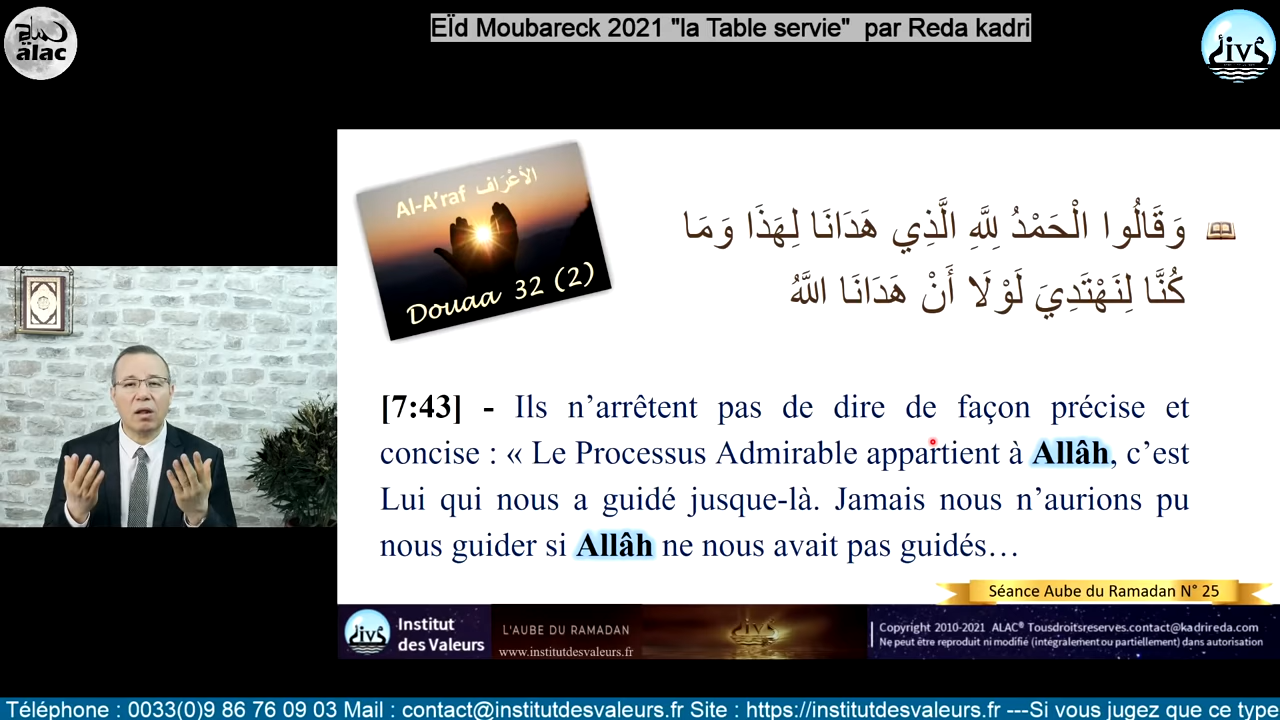 EÏd Moubareck 2021 "la Table servie" par Reda kadri
alac
الأعْرَاف Al-A'raf
Douaa 32 (2)
وَقَالُوا الْحَمْدُ لِلَّهِ الَّذِي هَدَانَا لِهَذَا وَمَا
كُنَّا لِنَهْتَدِيَ لَوْلَا أَنْ هَدَانَا اللَّهُ
[7:43] - Ils n’arrêtent pas de dire de façon précise et
concise : « Le Processus Admirable appartient à Allâh, c’est
Lui qui nous a guidé jusque-là. Jamais nous n’aurions pu
nous guider si Allâh ne nous avait pas guidés…
Séance Aube du Ramadan N° 25
Institut
des Valeurs
L'AUBE DU RAMADAN
www.institutdesvaleurs.fr
Copyright 2010-2021 ALAC® Tousdroitsreserves.contact@kadrireda.com
Ne peut être reproduit ni modifié (intégralement ou partiellement) dans autorisation
Téléphone : 0033(0)9 86 76 09 03 Mail : contact@institutdesvaleurs.fr Site : https://institutdesvaleurs.fr ---Si vous jugez que ce type